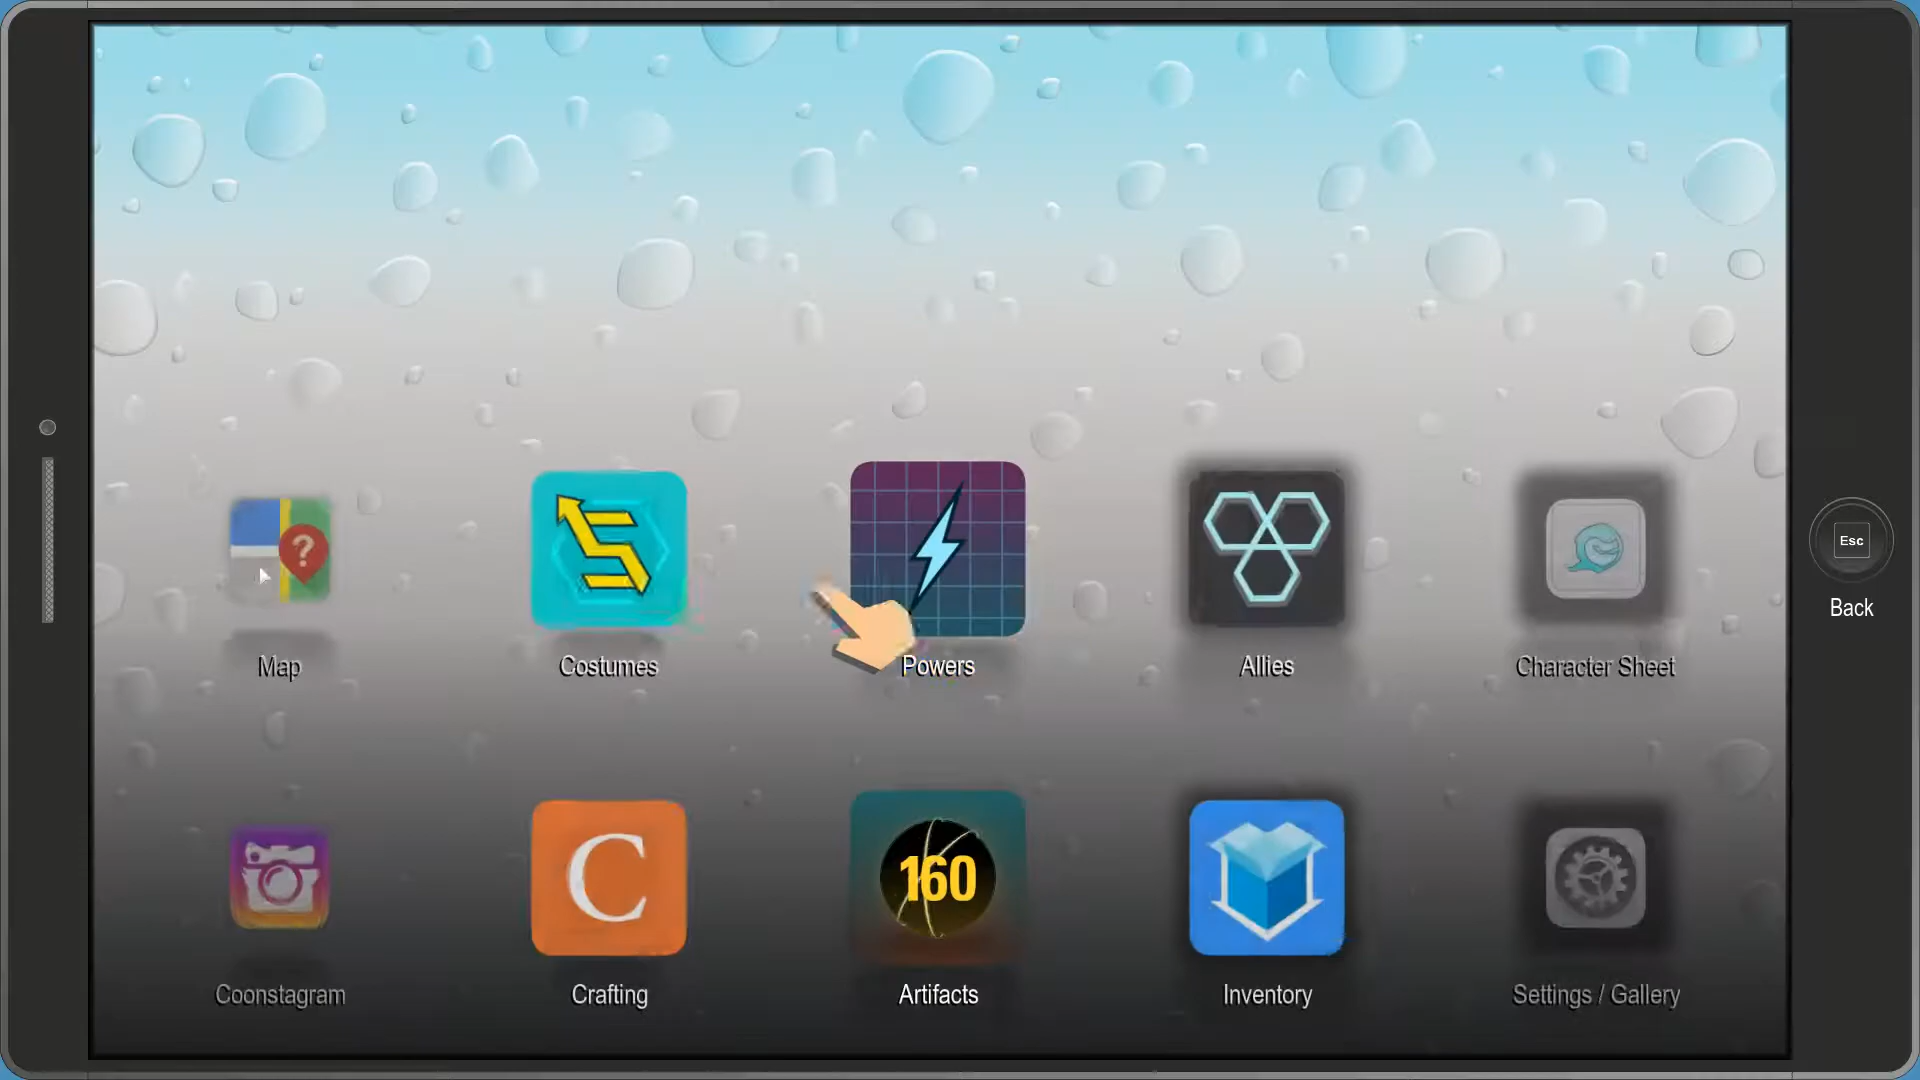 ?
Map
Costumes
Powers
Allies
Character Sheet
Esc
Back
C
160
Coonstagram
Crafting
Artifacts
Inventory
Settings / Gallery